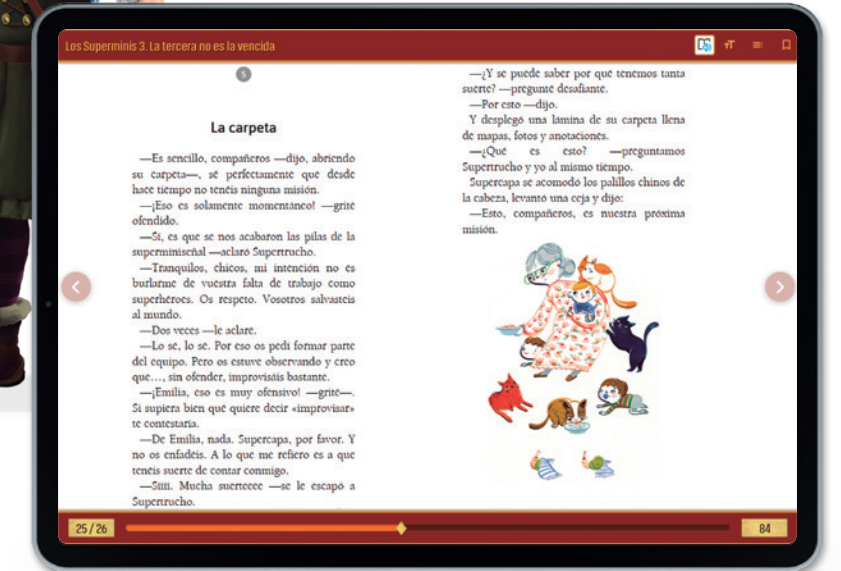 Los Superminis 3. La tercera no es la vencida
5
La carpeta
—Es sencillo, compañeros —dijo, abriendo
su carpeta—, sé perfectamente que desde
hace tiempo no tenéis ninguna misión.
—¡Eso es solamente momentáneo! —grité
ofendido.
—Sí, es que se nos acabaron las pilas de la
superminiseñal —aclaró Supertrucho.
—Tranquilos, chicos, mi intención no es
burlarme de vuestra falta de trabajo como
superhéroes. Os respeto. Vosotros salvasteis
al mundo.
—Dos veces —le aclaré.
—Lo sé, lo sé. Por eso os pedí formar parte
del equipo. Pero os estuve observando y creo
que…, sin ofender, improvisáis bastante.
—¡Emilia, eso es muy ofensivo! —grité—.
Si supiera bien qué quiere decir «improvisar»
te contestaría.
—De Emilia, nada. Supercapa, por favor. Y
no os enfadéis. A lo que me refiero es a que
tenéis suerte de contar conmigo.
—Siiií. Mucha suerteeee —se le escapó a
Supertrucho.
—¿Y se puede saber por qué tenemos tanta
suerte? —pregunté desafiante.
—Por esto —dijo.
Y desplegó una lámina de su carpeta llena
de mapas, fotos y anotaciones.
—¿Qué es esto? —preguntamos
Supertrucho y yo al mismo tiempo.
Supercapa se acomodó los palillos chinos de
la cabeza, levantó una ceja y dijo:
—Esto, compañeros, es nuestra próxima
misión.
25 / 26
84